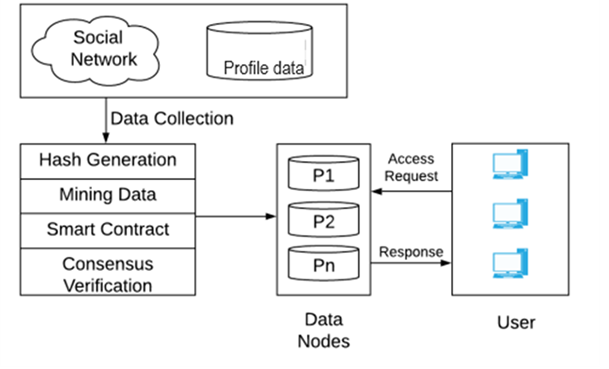 Social
Network
Profile data
Data Collection
Hash Generation
Mining Data
Smart Contract
Consensus
Verification
P1
P2
Pn
Data
Nodes
Access
Request
Response
User